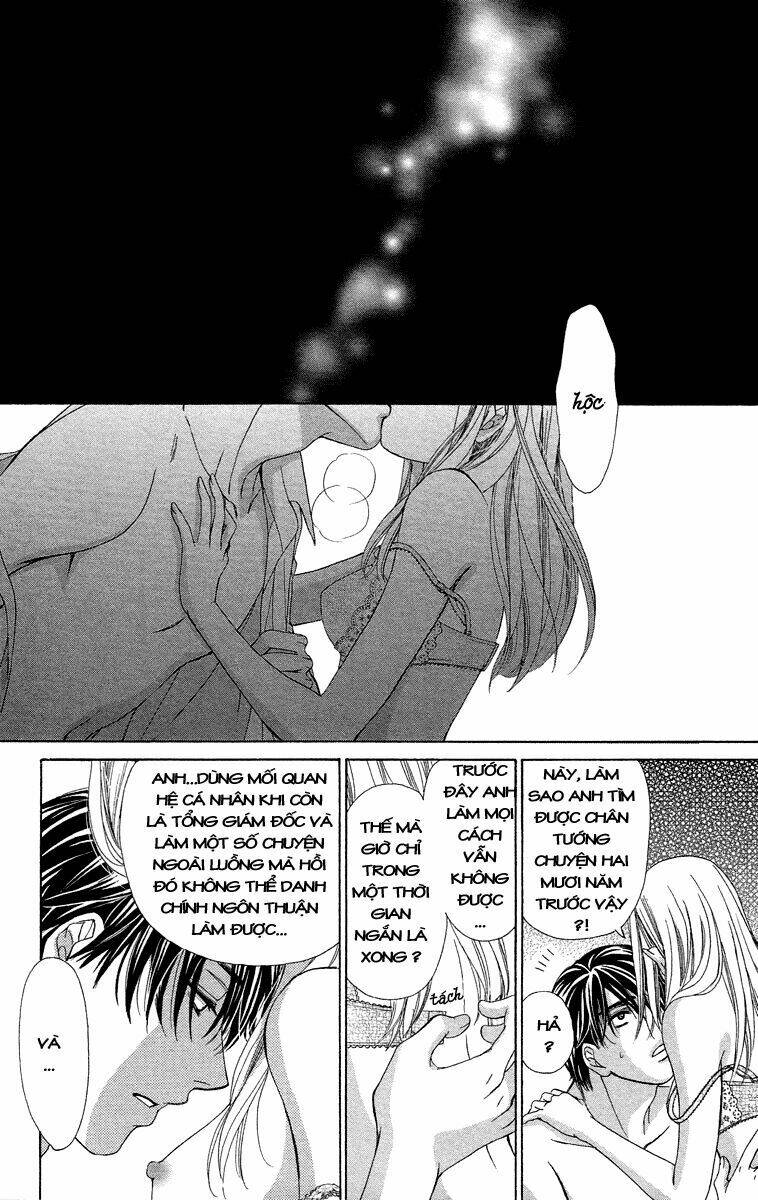 hộc
NÀY, LÀM
SAO ANH TÌM
ĐƯỢC CHÂN
TƯỚNG
CHUYỆN HAI
MƯƠI NĂM
TRƯỚC VẬY
?!
HẢ
?
TRƯỚC
ĐÂY ANH
LÀM MỌI
CÁCH
VẪN
KHÔNG
ĐƯỢC
...
THẾ MÀ
GIỜ CHỈ
TRONG
MỘT THỜI
GIAN
NGẮN LÀ
XONG ?
tách
ANH...DÙNG MỐI QUAN
HỆ CÁ NHÂN KHI CÒN
LÀ TỔNG GIÁM ĐỐC VÀ
LÀM MỘT SỐ CHUYỆN
NGOÀI LUỒNG MÀ HỒI
ĐÓ KHÔNG THỂ DANH
CHÍNH NGÔN THUẬN
LÀM ĐƯỢC...
VÀ
...